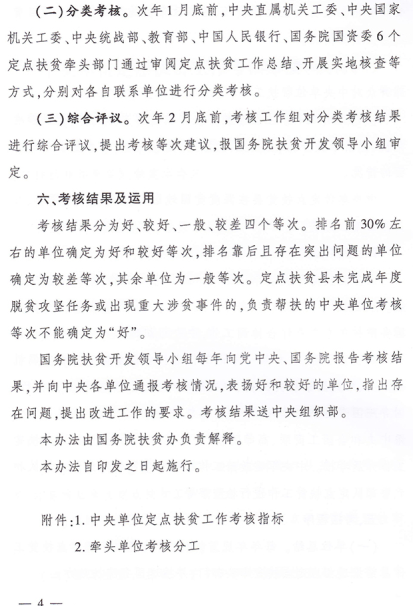 (二)分类考核。次年1月底前,中央直属机关工委、中央国家
机关工委、中央统战部、教育部、中国人民银行、国务院国资委6个
定点扶贫牵头部门通过审阅定点扶贫工作总结、开展实地核查等
方式,分别对各自联系单位进行分类考核。
(三)综合评议。次年2月底前,考核工作组对分类考核结果
进行综合评议,提出考核等次建议,报国务院扶贫开发领导小组审
定。
六、考核结果及运用
考核结果分为好、较好、一般、较差四个等次。排名前30%左
右的单位确定为好和较好等次,排名靠后且存在突出问题的单位
确定为较差等次,其余单位为一般等次。定点扶贫县未完成年度
脱贫攻坚任务或出现重大涉贫事件的,负责帮扶的中央单位考核
等次不能确定为“好”。
国务院扶贫开发领导小组每年向党中央、国务院报告考核结
果,并向中央各单位通报考核情况,表扬好和较好的单位,指出存
在问题,提出改进工作的要求。考核结果送中央组织部。
本办法由国务院扶贫办负责解释。
本办法自印发之日起施行。
附件:1. 中央单位定点扶贫工作考核指标
2. 牵头单位考核分工
— 4 —